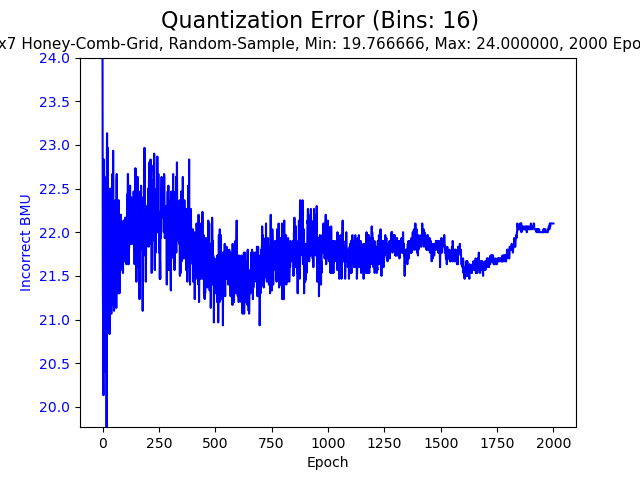 Quantization Error (Bins: 16)
x7 Honey-Comb-Grid, Random-Sample, Min: 19.766666, Max: 24.000000, 2000 Epo
24.0
23.5
23.0
22.5
22.0
21.5
21.0
20.5
20.0
Incorrect BMU
0 250 500 750 1000 1250 1500 1750 2000
Epoch